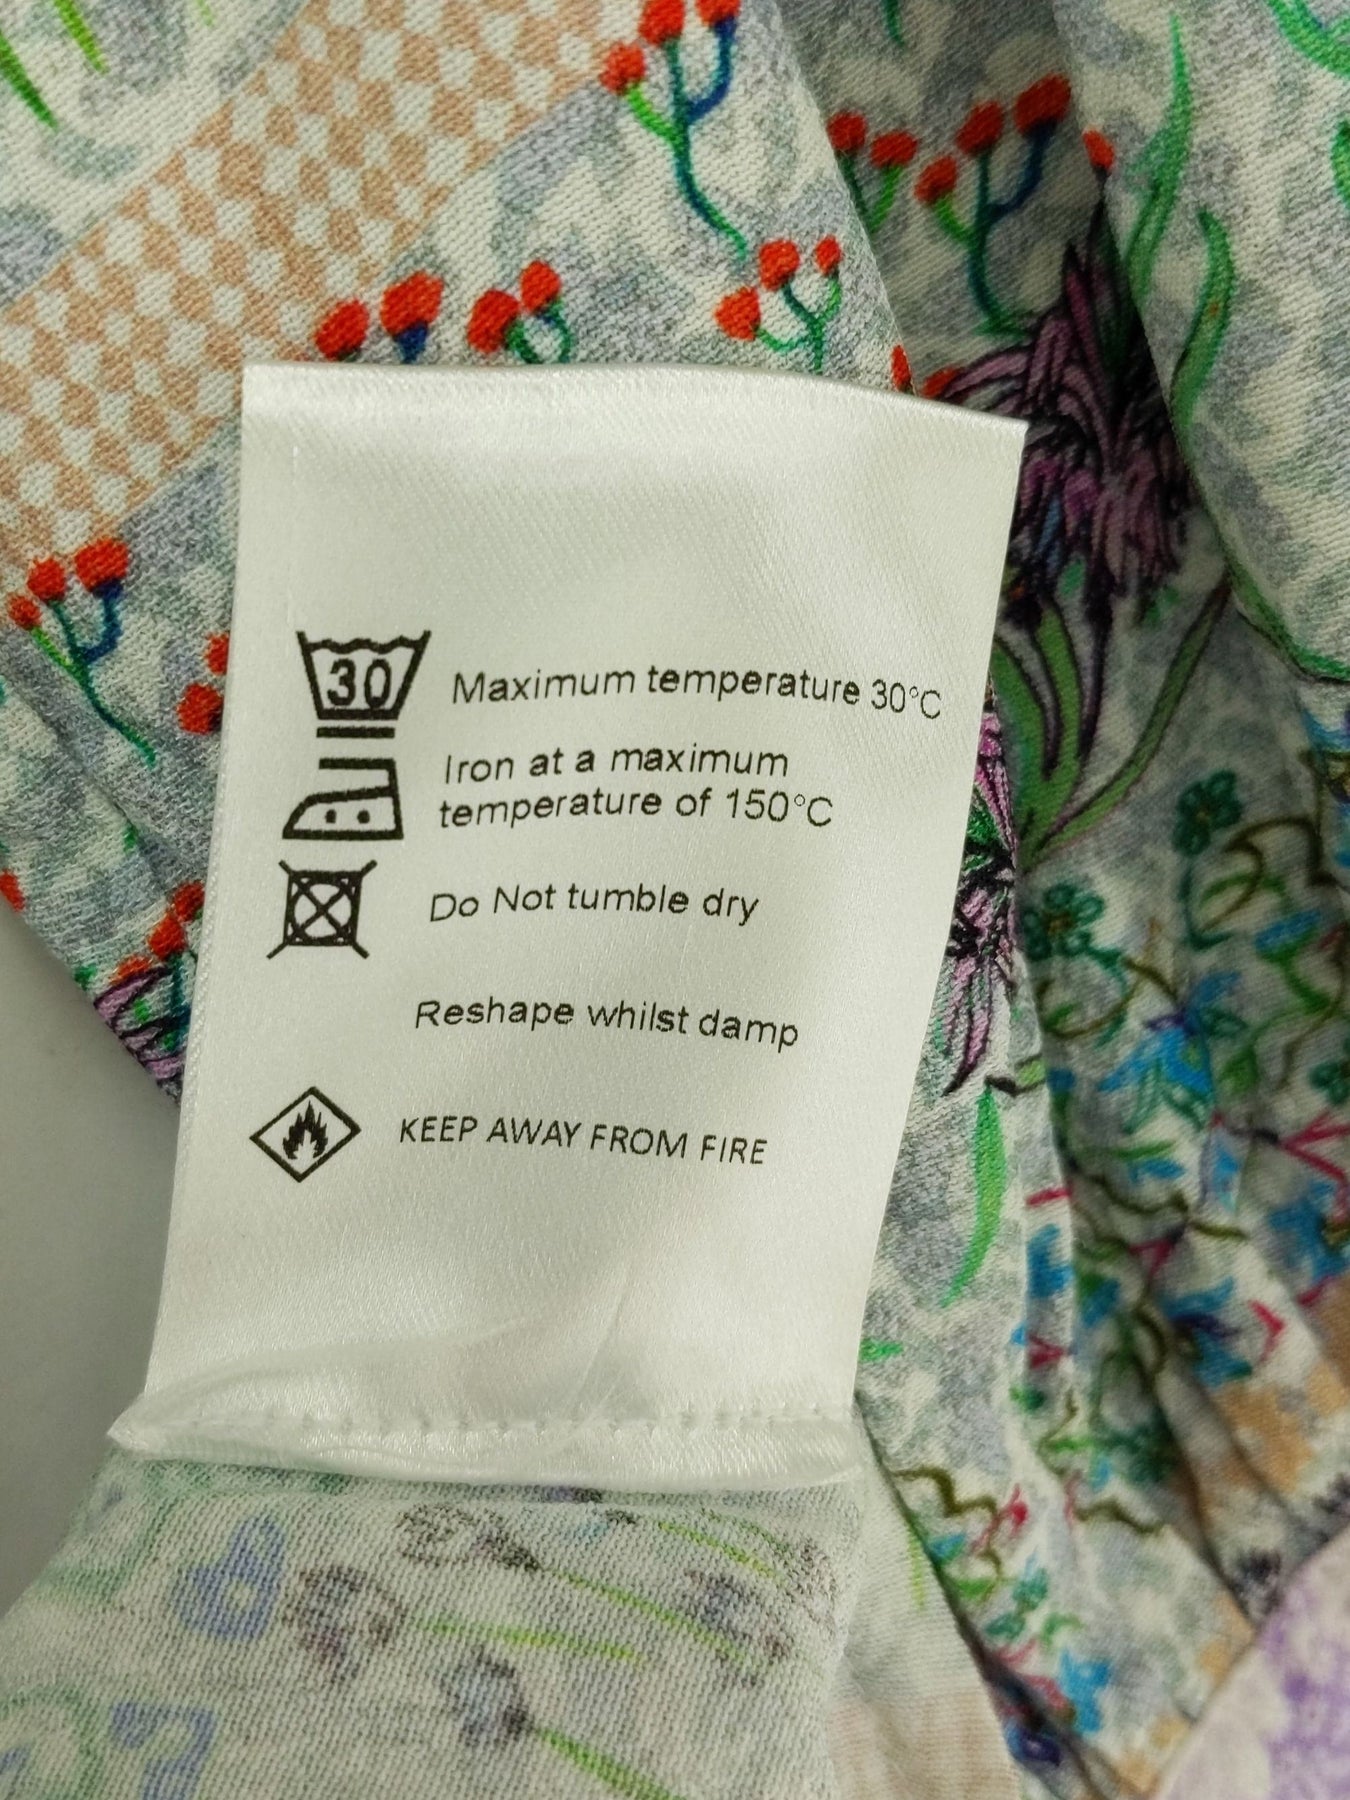 30 Maximum temperature 30°C
Iron at a maximum
temperature of 150°C
Do Not tumble dry
Reshape whilst damp
KEEP AWAY FROM FIRE